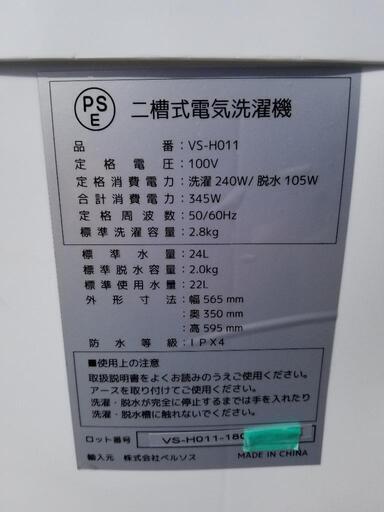 PS
E
二槽式電気洗濯機
品番：VS-H011
定格電圧：100V
定格消費電力：洗濯240W/脱水105W
合計消費電力：345W
定格周波数：50/60Hz
標準洗濯容量：2.8kg
標準水量：24L
標準脱水容量：2.0kg
標準使用水量：22L
外形寸法：幅 565 mm
：奥 350 mm
：高 595 mm
防水等級：IPX4
■使用上の注意
取扱説明書をよくお読みのうえご使用ください。
アースを取り付けてご使用ください。
洗濯・脱水が完全に停止するまでは手を入れたり
洗濯・脱水槽に触れないでください。
ロット番号 VS-H011-180
輸入元 株式会社ベルソス MADE IN CHINA